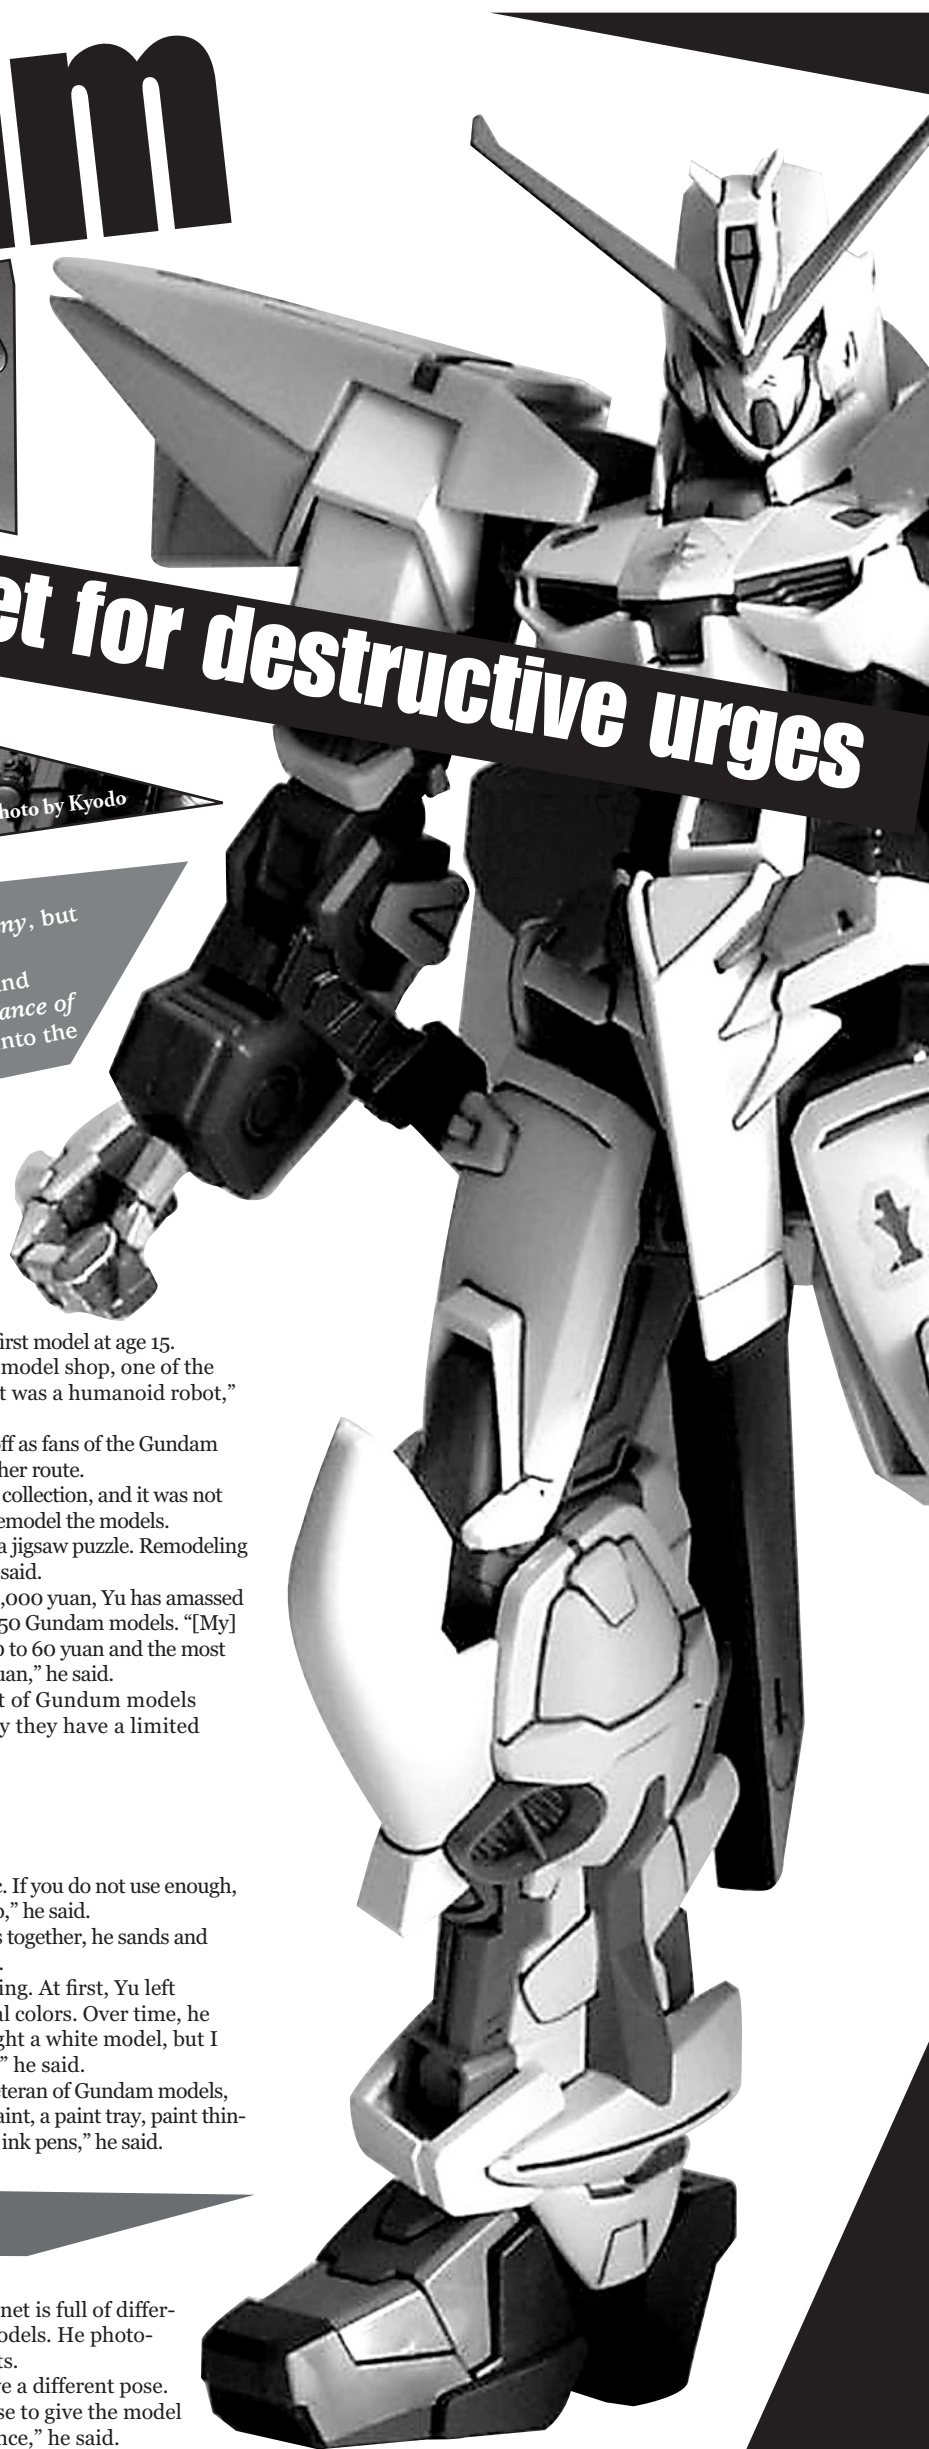 m
et for destructive urges
hoto by Kyodo
ny, but
nd
ance of
nto the
irst model at age 15.
model shop, one of the
t was a humanoid robot,”
off as fans of the Gundam
her route.
collection, and it was not
emodel the models.
a jigsaw puzzle. Remodeling
said.
,000 yuan, Yu has amassed
50 Gundam models. “[My]
0 to 60 yuan and the most
uan,” he said.
t of Gundum models
y they have a limited
c. If you do not use enough,
p,” he said.
s together, he sands and
.
ing. At first, Yu left
al colors. Over time, he
ght a white model, but I
” he said.
eteran of Gundam models,
aint, a paint tray, paint thin-
ink pens,” he said.
net is full of differ-
odels. He photo-
ts.
ve a different pose.
se to give the model
nce,” he said.